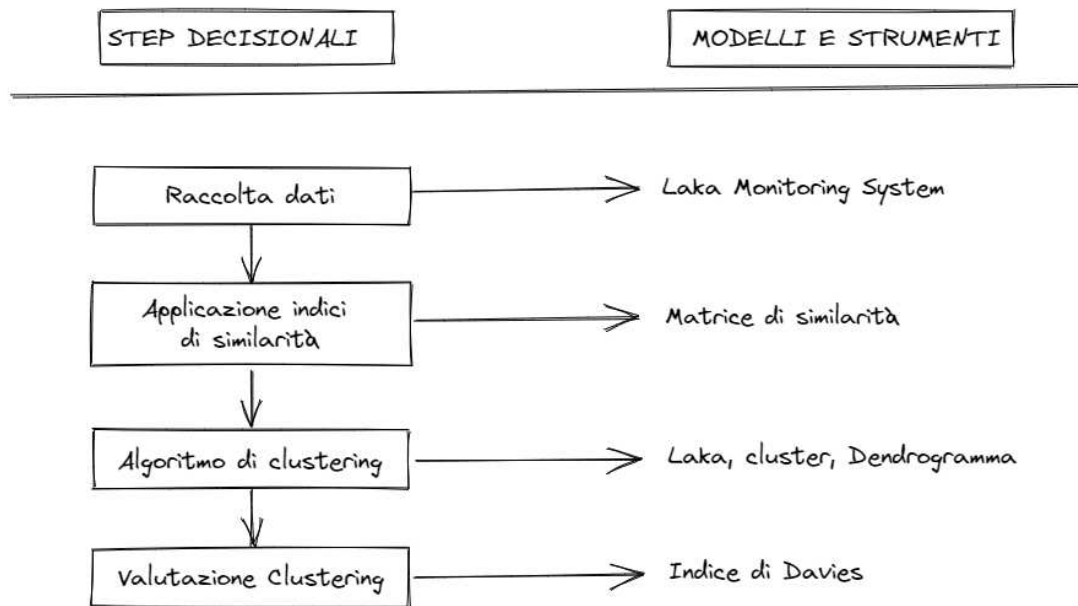 STEP DECISIONALI
MODELLI E STRUMENTI
Raccolta dati
Laka Monitoring System
Applicazione indici
di similarità
Matrice di similarità
Algoritmo di clustering
Laka, cluster, Dendrogramma
Valutazione Clustering
Indice di Davies